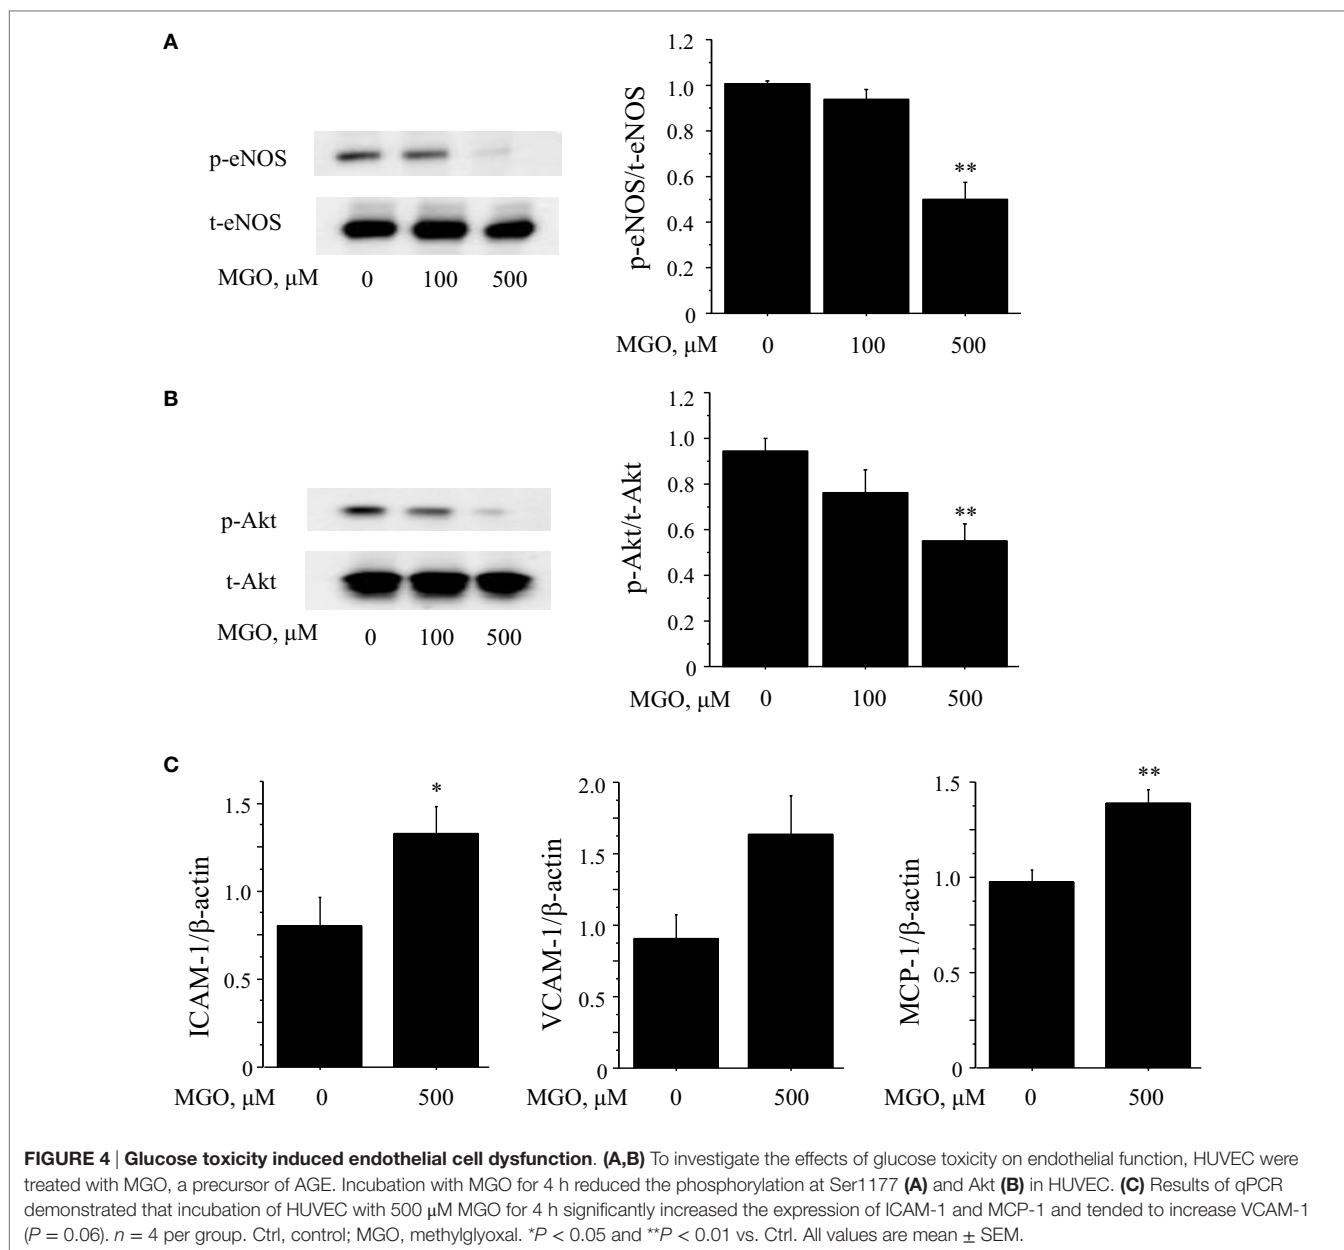 A
p-eNOS
t-eNOS
MGO, μM 0 100 500
p-eNOS/t-eNOS
1.2
1.0
0.8
0.6
0.4
0.2
0
**
MGO, μM 0 100 500
B
p-Akt
t-Akt
MGO, μM 0 100 500
p-Akt/t-Akt
1.2
1.0
0.8
0.6
0.4
0.2
0
**
MGO, μM 0 100 500
C
ICAM-1/β-actin
1.5
1.0
0.5
0
*
MGO, μM 0 500
VCAM-1/β-actin
2.0
1.5
1.0
0.5
0
MGO, μM 0 500
MCP-1/β-actin
1.5
1.0
0.5
0
**
MGO, μM 0 500
FIGURE 4 | Glucose toxicity induced endothelial cell dysfunction. (A,B) To investigate the effects of glucose toxicity on endothelial function, HUVEC were
treated with MGO, a precursor of AGE. Incubation with MGO for 4 h reduced the phosphorylation at Ser1177 (A) and Akt (B) in HUVEC. (C) Results of qPCR
demonstrated that incubation of HUVEC with 500 μM MGO for 4 h significantly increased the expression of ICAM-1 and MCP-1 and tended to increase VCAM-1
(P = 0.06). n = 4 per group. Ctrl, control; MGO, methylglyoxal. *P < 0.05 and **P < 0.01 vs. Ctrl. All values are mean ± SEM.